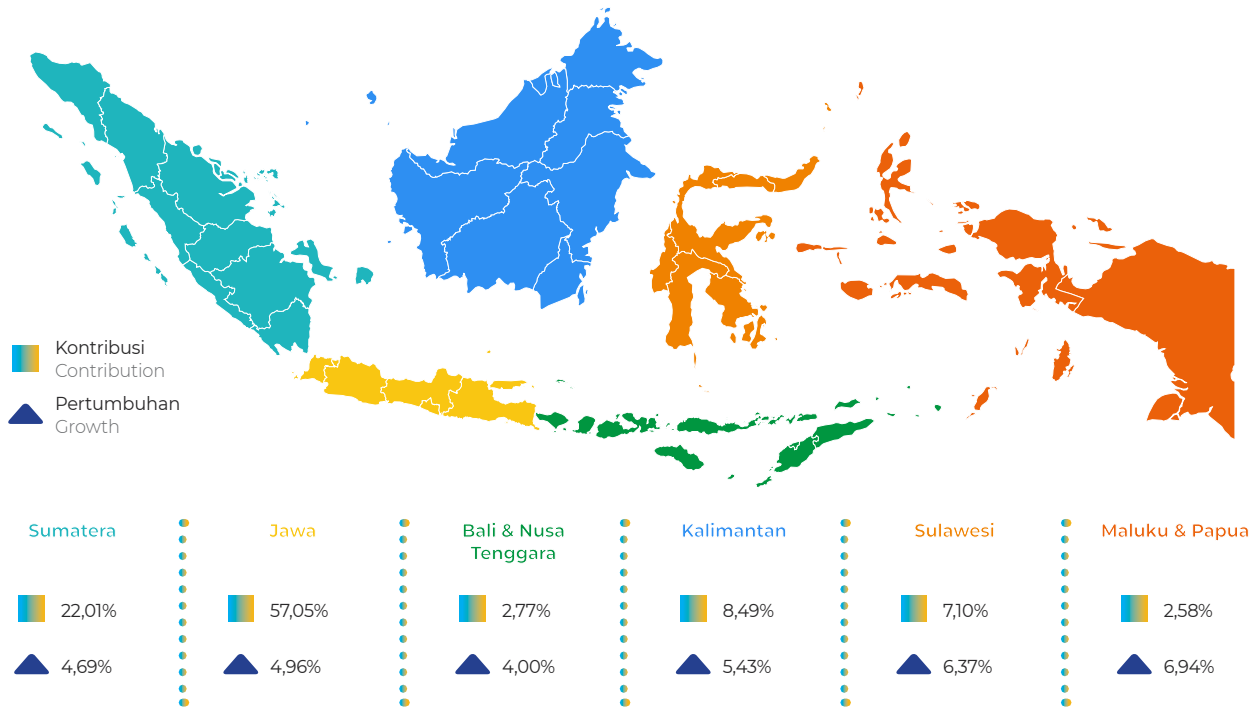 Kontribusi
Contribution
Pertumbuhan
Growth
Sumatera
22,01%
4,69%
Jawa
57,05%
4,96%
Bali & Nusa
Tenggara
2,77%
4,00%
Kalimantan
8,49%
5,43%
Sulawesi
7,10%
6,37%
Maluku & Papua
2,58%
6,94%